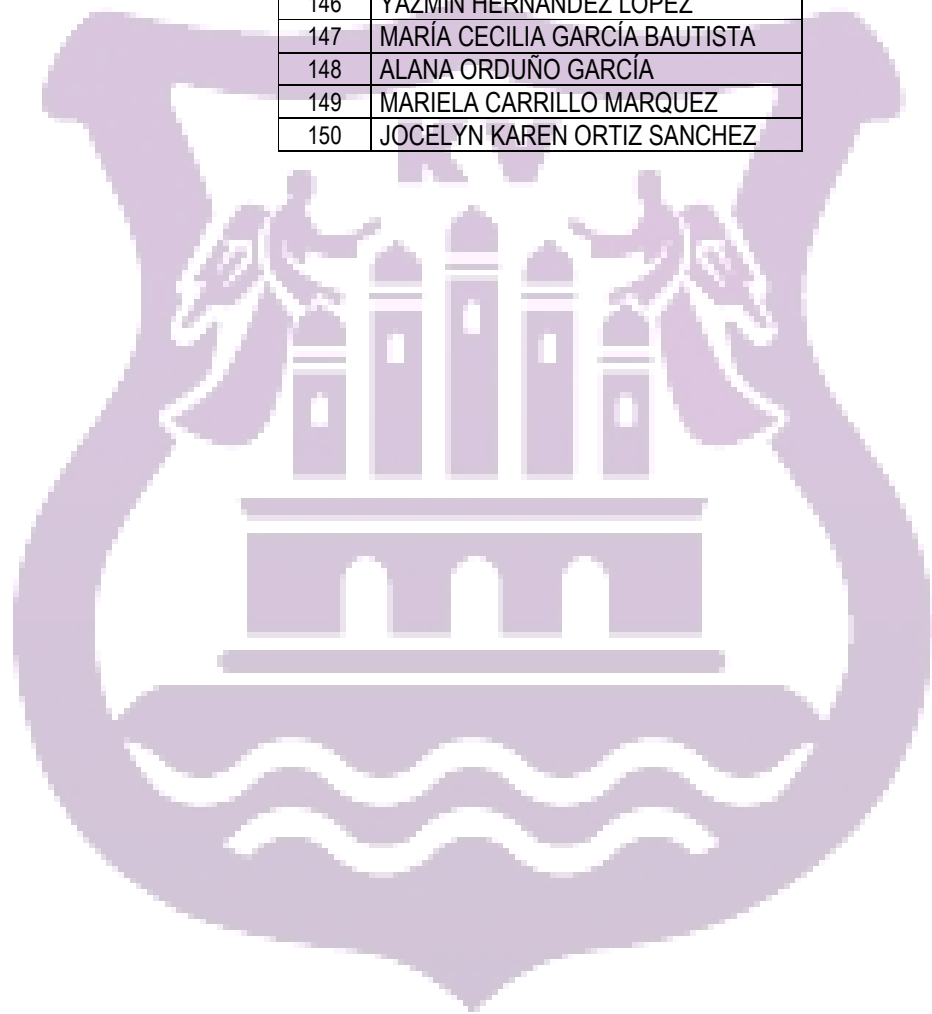 146 YAZMIN HERNANDEZ LOPEZ
147 MARÍA CECILIA GARCÍA BAUTISTA
148 ALANA ORDUÑO GARCÍA
149 MARIELA CARRILLO MARQUEZ
150 JOCELYN KAREN ORTIZ SANCHEZ